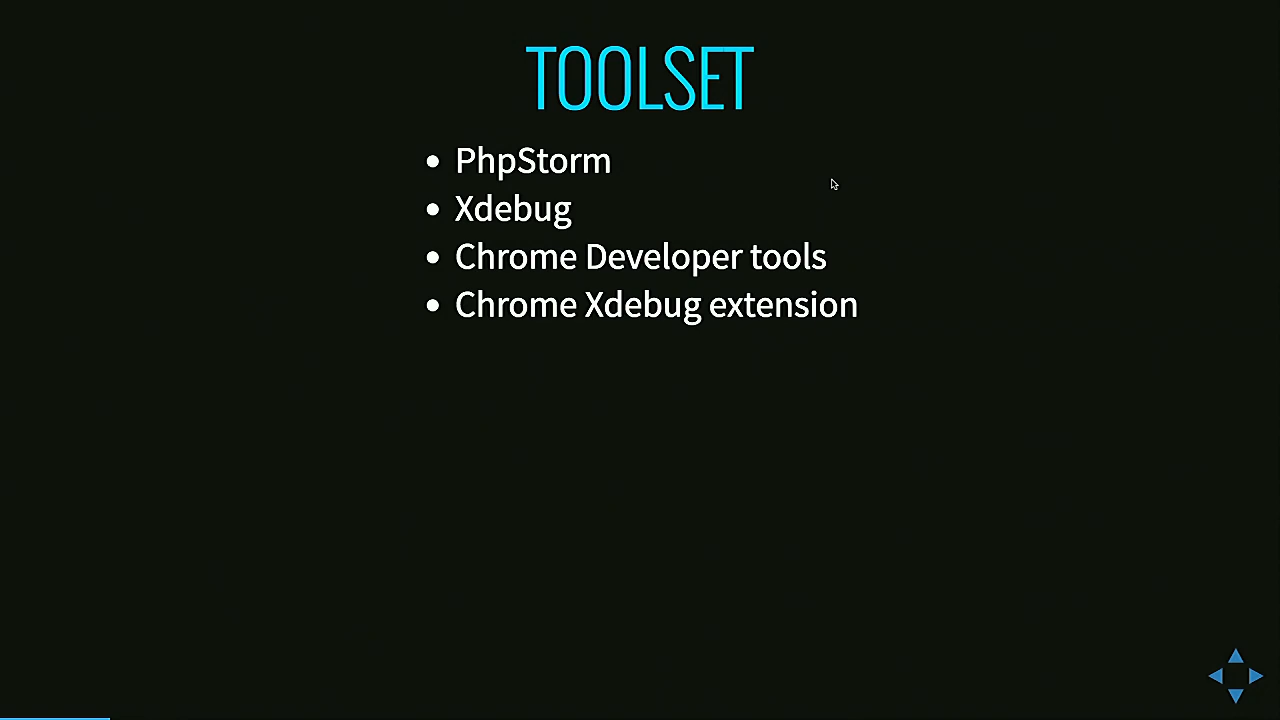 TOOLSET
PhpStorm
Xdebug
Chrome Developer tools
Chrome Xdebug extension